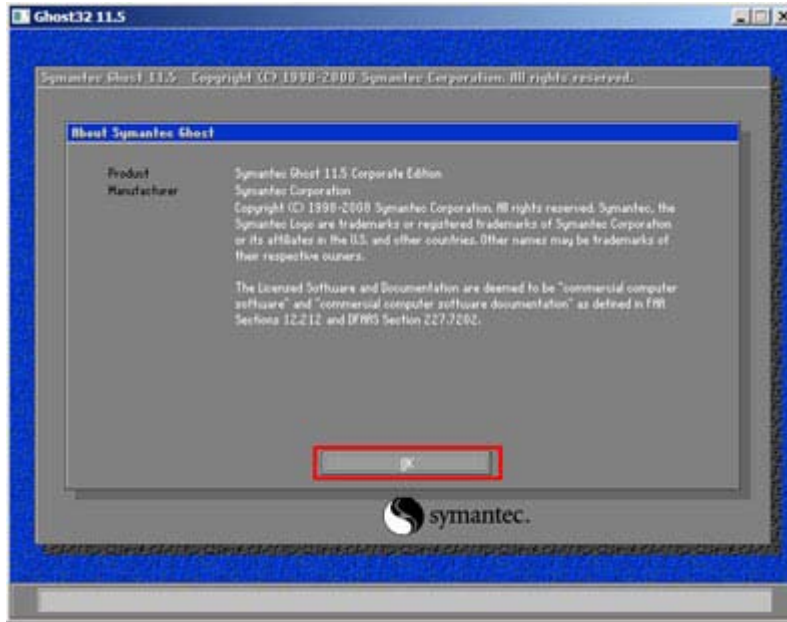 Ghost32 11.5
Symantec Ghost 11.5 Copyright (C) 1998-2008 Symantec Corporation. All rights reserved.
About Symantec Ghost
Product Symantec Ghost 11.5 Corporate Edition
Manufacturer Symantec Corporation
Copyright (C) 1998-2008 Symantec Corporation. All rights reserved. Symantec, the
Symantec Logo are trademarks or registered trademarks of Symantec Corporation
or its affiliates in the U.S. and other countries. Other names may be trademarks of
their respective owners.
The Licensed Software and Documentation are deemed to be "commercial computer
software" and "commercial computer software documentation" as defined in FAR
Sections 12.212 and DFARS Section 227.7202.
OK
symantec.